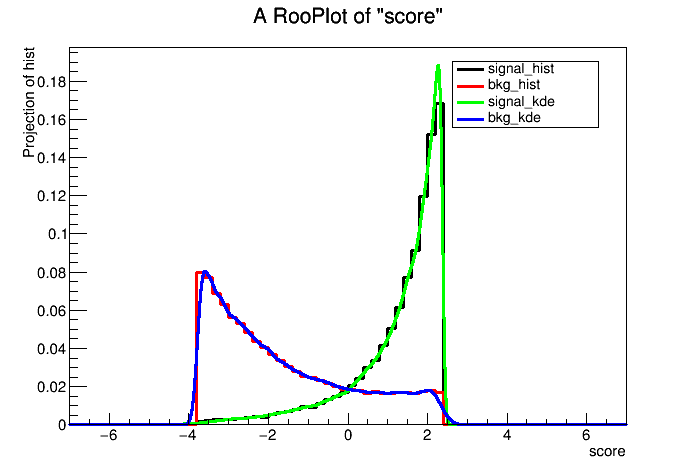 A RooPlot of "score"
Projection of hist
signal_hist
bkg_hist
signal_kde
bkg_kde
0.18
0.16
0.14
0.12
0.1
0.08
0.06
0.04
0.02
0
−6
−4
−2
0
2
4
6
score